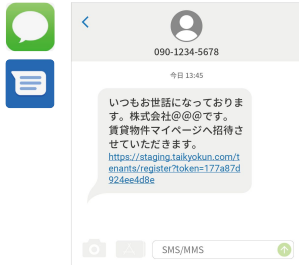 090-1234-5678
今日 13:45
いつもお世話になっておりま
す。株式会社@@@です。
賃貸物件マイページへ招待さ
せていただきます。
https://staging.taikyokun.com/t
enants/register?token=177a87d
924ee4d8e
SMS/MMS